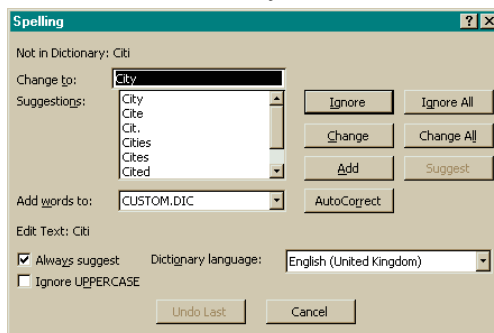 Spelling
Not in Dictionary: Citi
Change to: City
Suggestions: City
Cite
Cit.
Cities
Cites
Cited
Ignore Ignore All
Change Change All
Add Suggest
Add words to: CUSTOM.DIC AutoCorrect
Edit Text: Citi
Always suggest Dictionary language: English (United Kingdom)
Ignore UPPERCASE
Undo Last Cancel